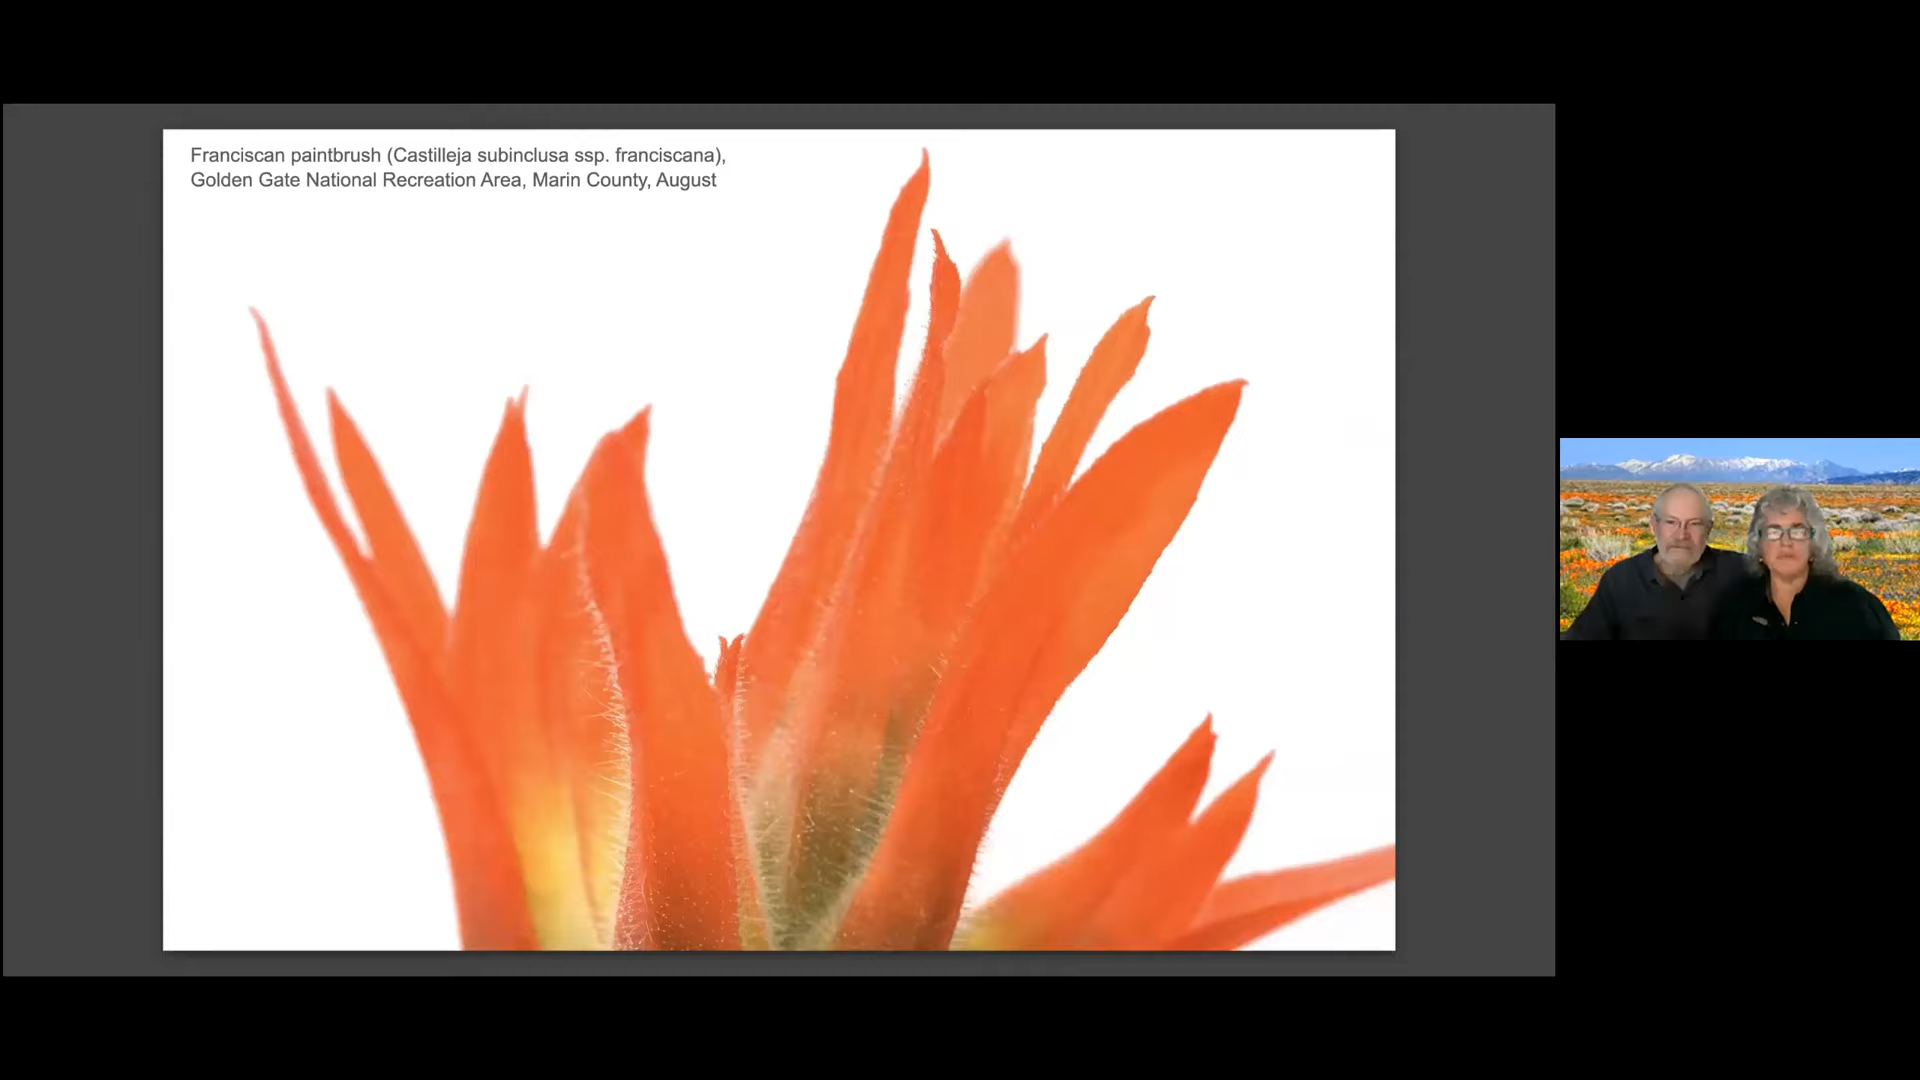 Franciscan paintbrush (Castilleja subinclusa ssp. franciscana),
Golden Gate National Recreation Area, Marin County, August